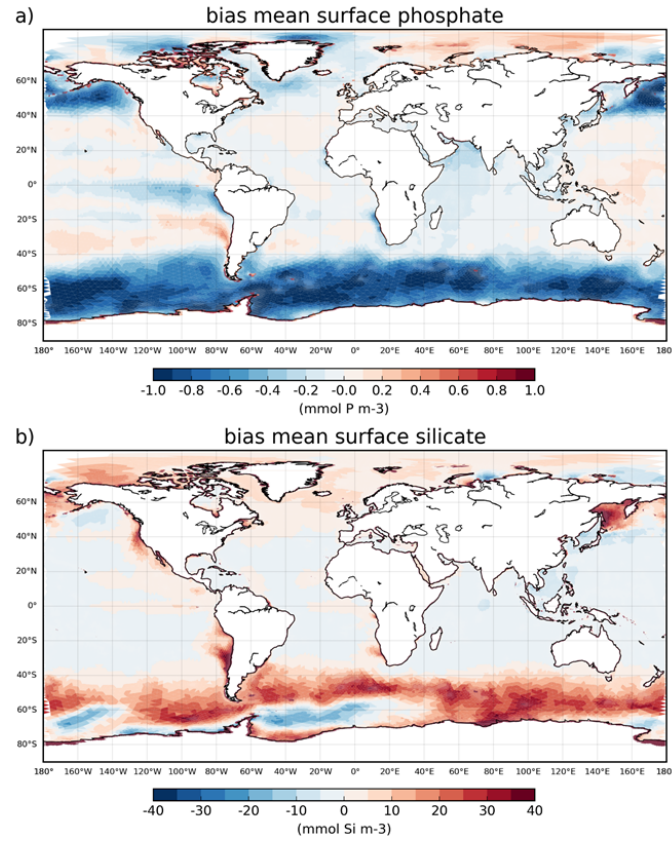 a)
bias mean surface phosphate
60°N
40°N
20°N
0°
20°S
40°S
60°S
80°S
180° 160°W 140°W 120°W 100°W 80°W 60°W 40°W 20°W 0° 20°E 40°E 60°E 80°E 100°E 120°E 140°E 160°E 180°
-1.0 -0.8 -0.6 -0.4 -0.2 -0.0 0.2 0.4 0.6 0.8 1.0
(mmol P m-3)
b)
bias mean surface silicate
60°N
40°N
20°N
0°
20°S
40°S
60°S
80°S
180° 160°W 140°W 120°W 100°W 80°W 60°W 40°W 20°W 0° 20°E 40°E 60°E 80°E 100°E 120°E 140°E 160°E 180°
-40 -30 -20 -10 0 10 20 30 40
(mmol Si m-3)